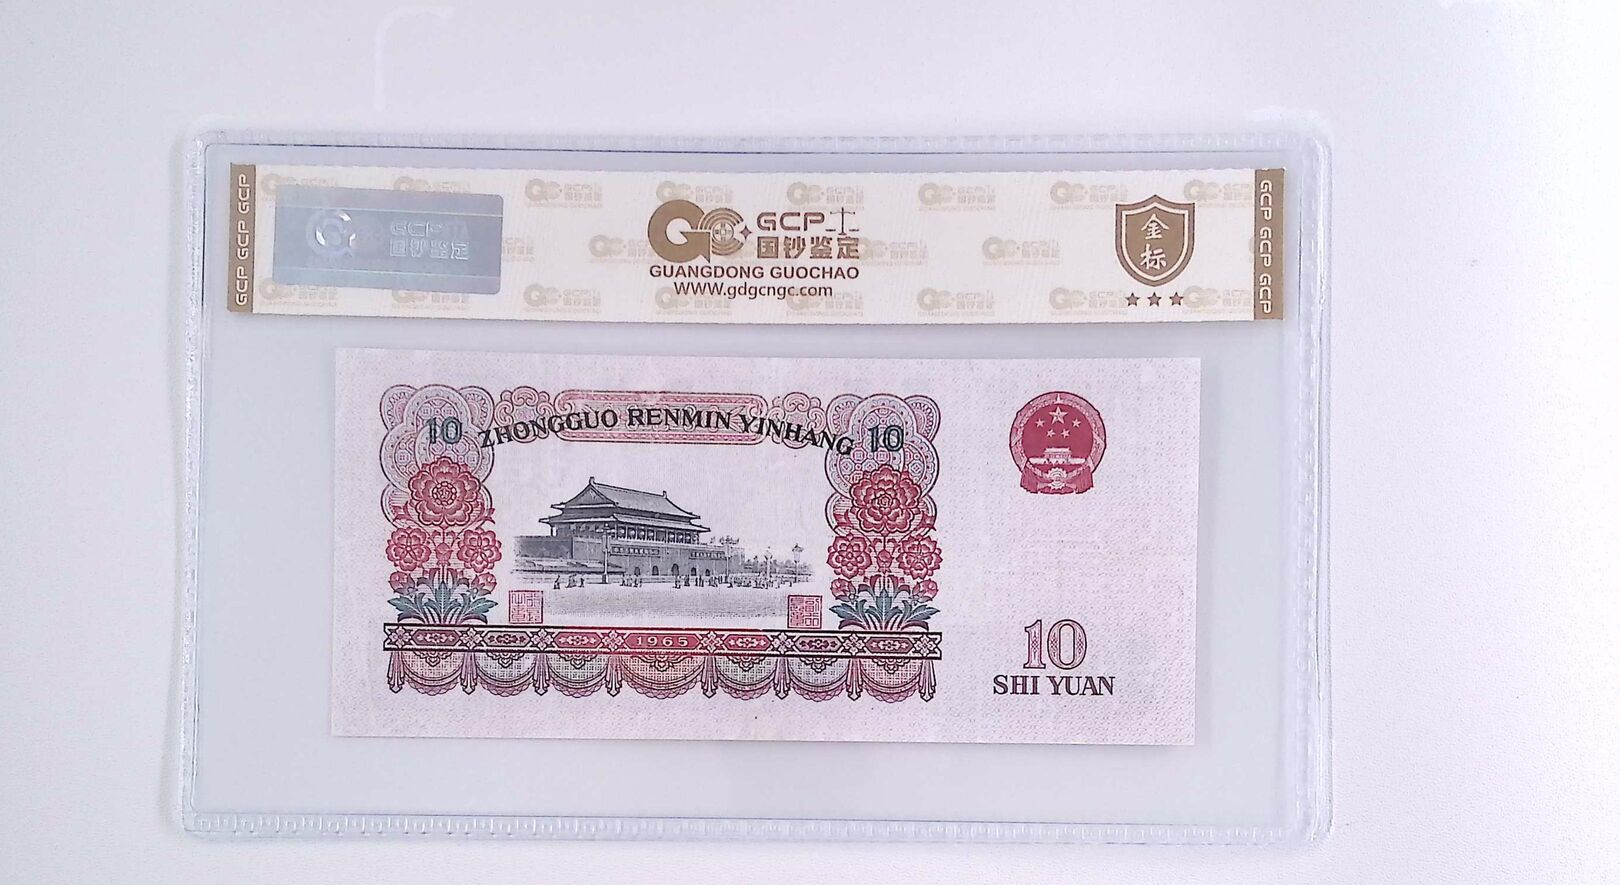 GCP GCP GCP
GCP
国钞鉴定
GCP
国钞鉴定
GUANGDONG GUOCHAO
www.gdgcngc.com
金
标
GCP GCP GCP
10 ZHONGGUO RENMIN YINHANG 10
1965
10
SHI YUAN